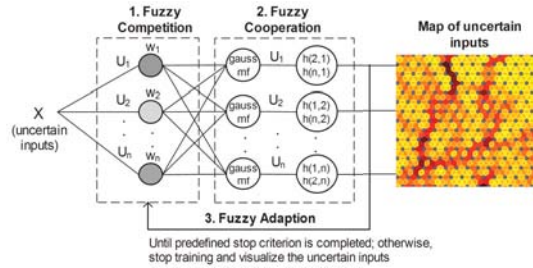 1. Fuzzy
Competition
2. Fuzzy
Cooperation
Map of uncertain
inputs
X
(uncertain
inputs)
U1
U2
Un
w1
w2
wn
gauss
mf
gauss
mf
gauss
mf
U1
U2
Un
h(2,1)
h(n,1)
h(1,2)
h(n,2)
h(1,n)
h(2,n)
3. Fuzzy Adaption
Until predefined stop criterion is completed; otherwise,
stop training and visualize the uncertain inputs